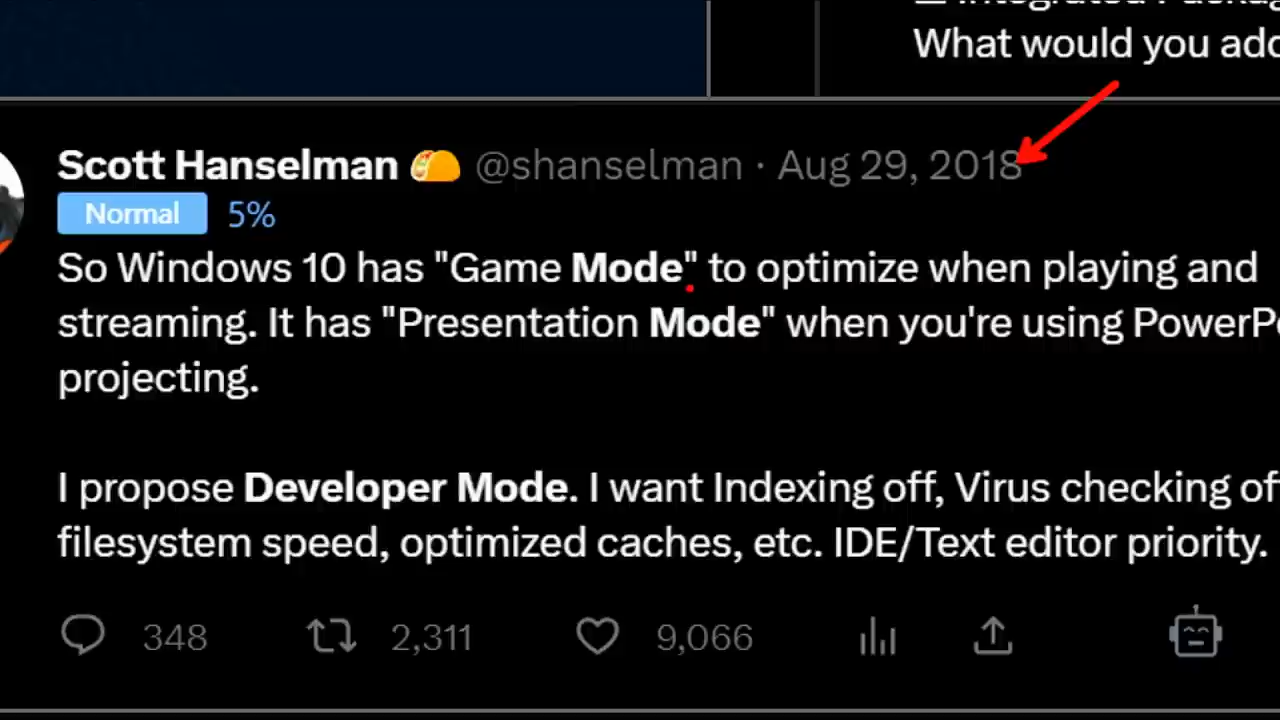 What would you
Scott Hanselman 🌮 @shanselman · Aug 29, 2018
Normal 5%
So Windows 10 has "Game Mode" to optimize when playing and
streaming. It has "Presentation Mode" when you're using
projecting.
I propose Developer Mode. I want Indexing off, Virus checking
filesystem speed, optimized caches, etc. IDE/Text editor priority.
348 2,311 9,066